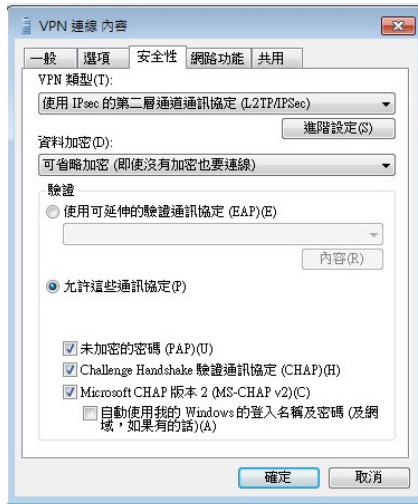 VPN 連線 內容
一般 選項 安全性 網路功能 共用
VPN 類型(T):
使用 IPsec 的第二層通道通訊協定 (L2TP/IPSec)
進階設定(S)
資料加密(D):
可省略加密 (即使沒有加密也要連線)
驗證
使用可延伸的驗證通訊協定 (EAP)(E)
內容(R)
允許這些通訊協定(P)
未加密的密碼 (PAP)(U)
Challenge Handshake 驗證通訊協定 (CHAP)(H)
Microsoft CHAP 版本 2 (MS-CHAP v2)(C)
自動使用我的 Windows 的登入名稱及密碼 (及網
域,如果有的話)(A)
確定 取消